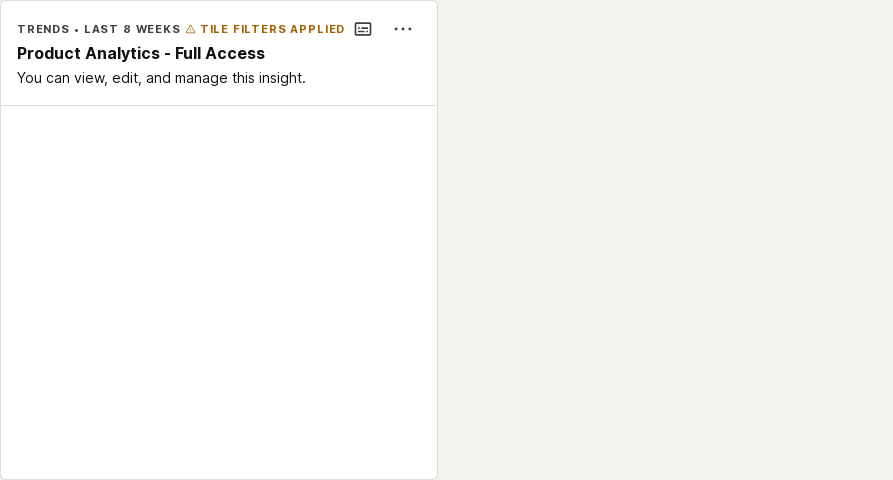 TRENDS • LAST 8 WEEKS TILE FILTERS APPLIED
Product Analytics - Full Access
You can view, edit, and manage this insight.